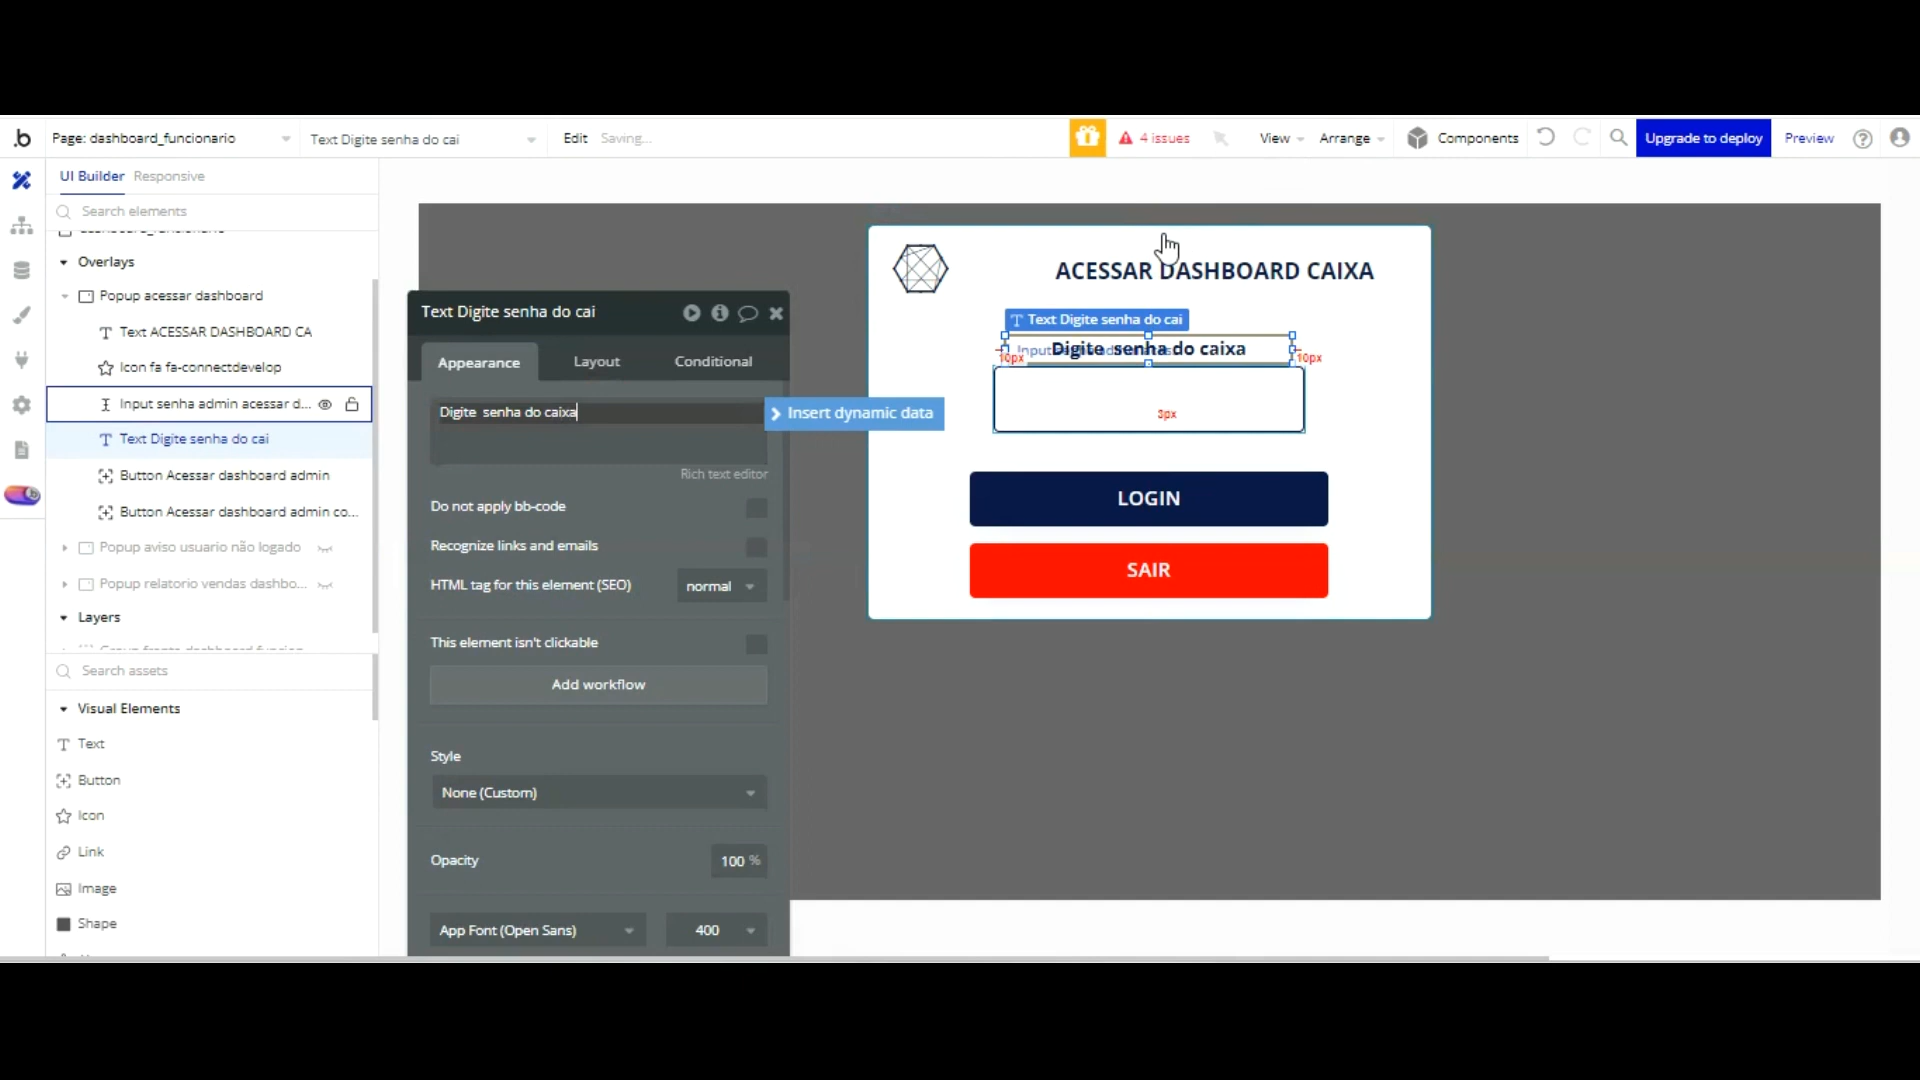 .b Page: dashboard_funcionario Text Digite senha do cai Edit Saving... 4 issues View Arrange Components Upgrade to deploy Preview
UI Builder Responsive
Search elements
dashboard_funcionario
Overlays
Popup acessar dashboard
Text ACESSAR DASHBOARD CA
Icon fa fa-connectdevelop
Input senha admin acessar d...
Text Digite senha do cai
Button Acessar dashboard admin
Button Acessar dashboard admin co...
Popup aviso usuario não logado
Popup relatorio vendas dashbo...
Layers
Search assets
Visual Elements
Text
Button
Icon
Link
Image
Shape
Text Digite senha do cai
Appearance Layout Conditional
Digite senha do caixa
Insert dynamic data
Rich text editor
Do not apply bb-code
Recognize links and emails
HTML tag for this element (SEO) normal
This element isn't clickable
Add workflow
Style
None (Custom)
Opacity 100 %
App Font (Open Sans) 400
ACESSAR DASHBOARD CAIXA
Text Digite senha do cai
Digite senha do caixa
10px 10px
3px
LOGIN
SAIR